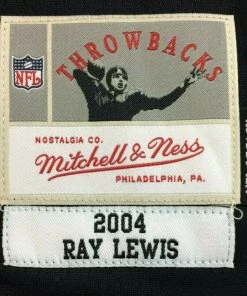 THROWBACKS
NFL
NOSTALGIA CO.
Mitchell & Ness
PHILADELPHIA, PA.
2004
RAY LEWIS